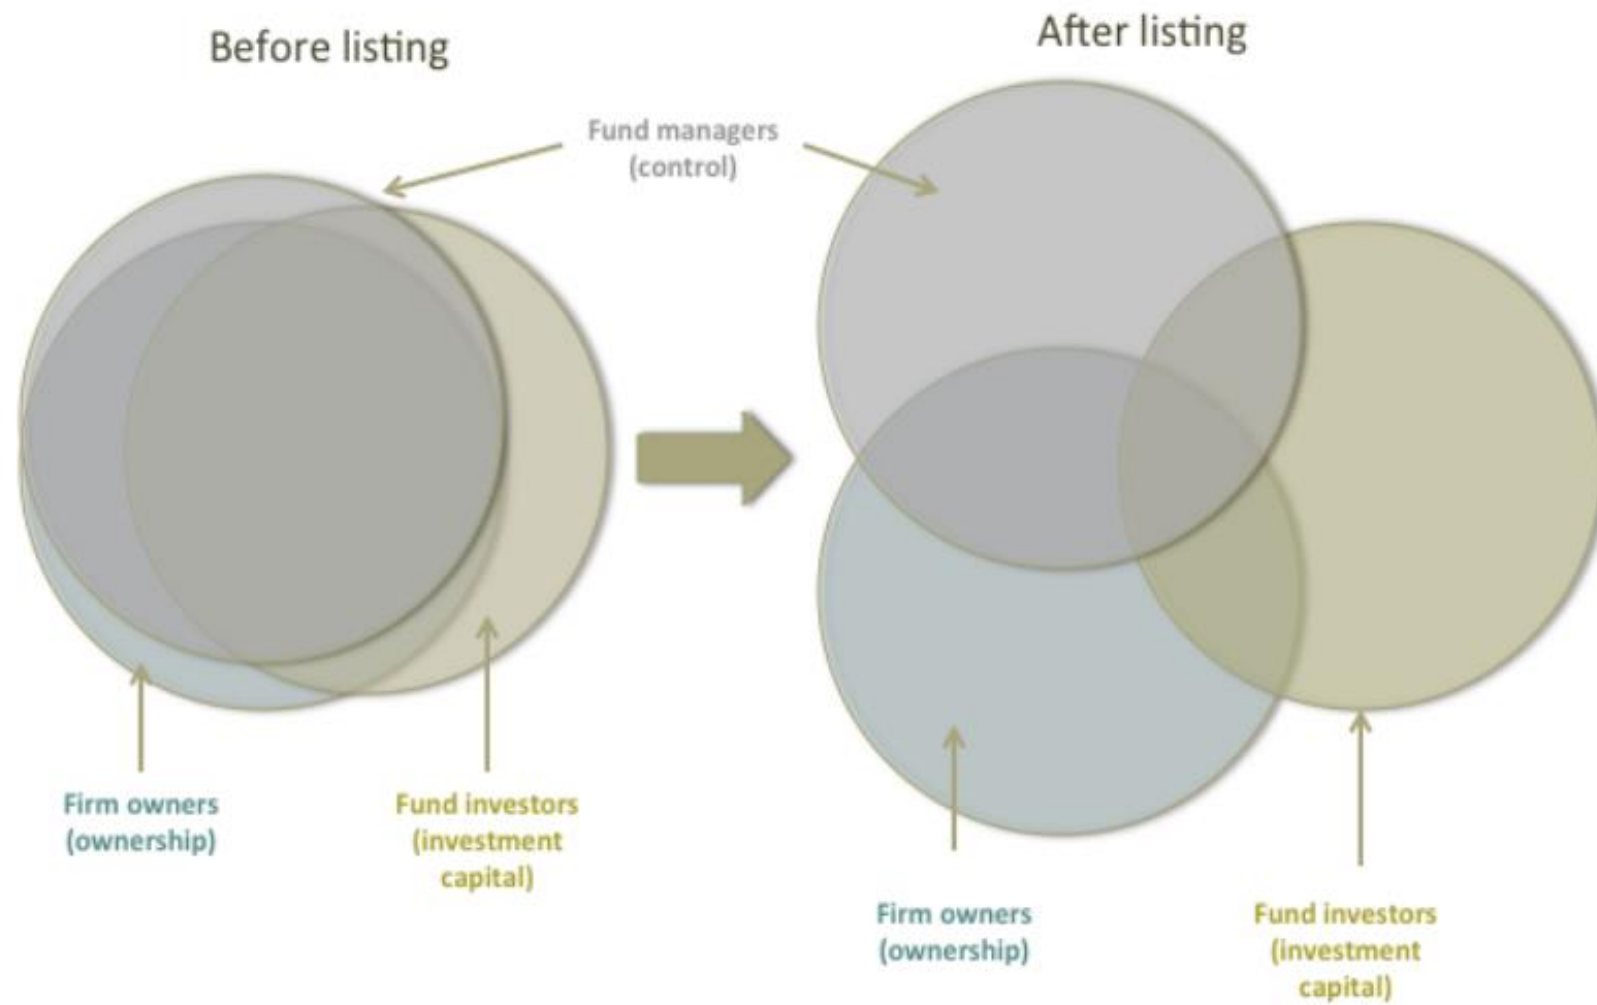 Before listing
After listing
Fund managers
(control)
Firm owners
(ownership)
Fund investors
(investment
capital)
Firm owners
(ownership)
Fund investors
(investment
capital)